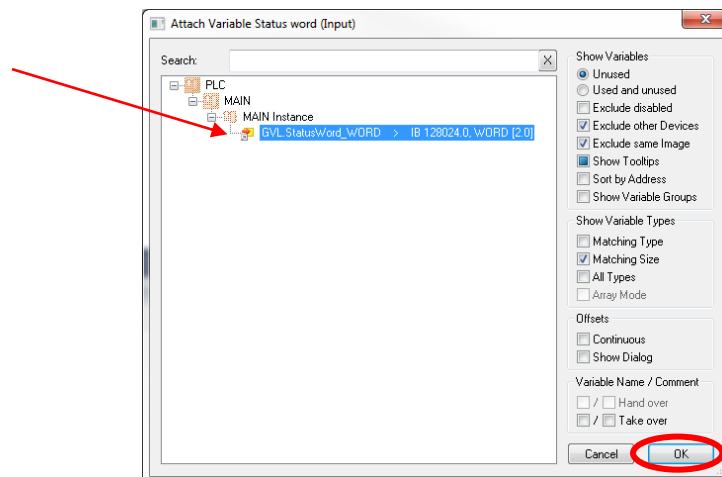 Attach Variable Status word (Input)
X
Search:
X
PLC
MAIN
MAIN Instance
GVL.StatusWord_WORD > IB 128024.0, WORD [2.0]
Show Variables
Unused
Used and unused
Exclude disabled
Exclude other Devices
Exclude same Image
Show Tooltips
Sort by Address
Show Variable Groups
Show Variable Types
Matching Type
Matching Size
All Types
Array Mode
Offsets
Continuous
Show Dialog
Variable Name / Comment
/ Hand over
/ Take over
Cancel
OK